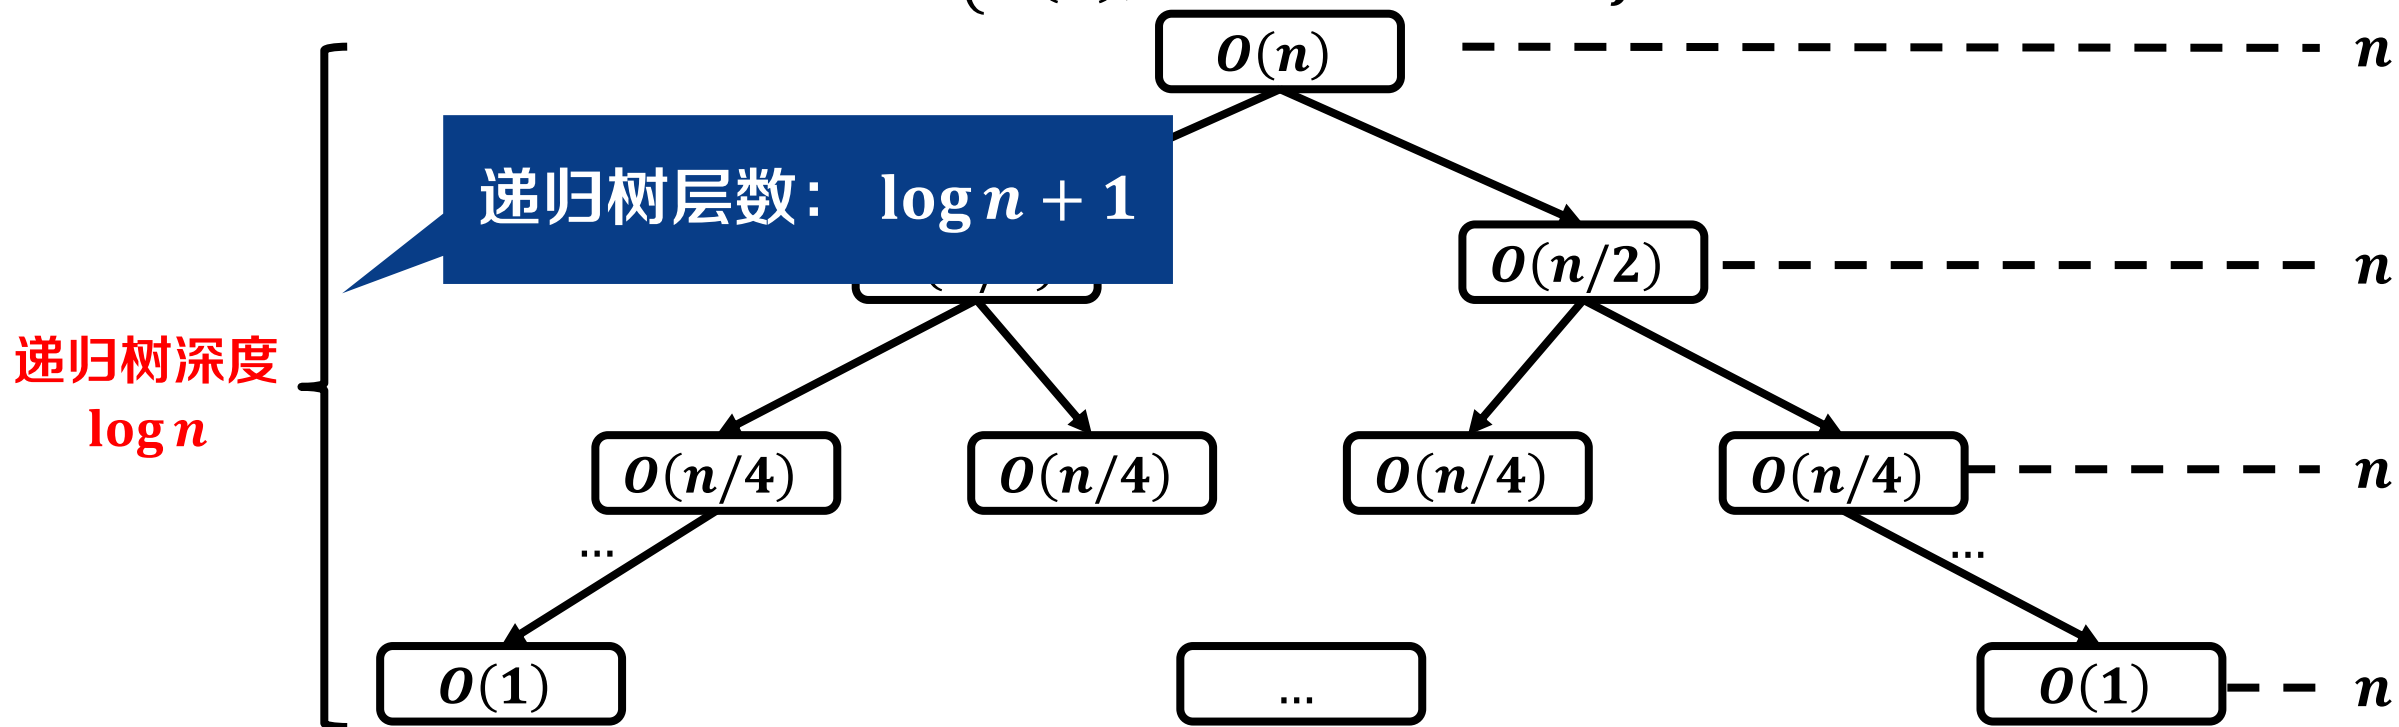 O(n) n
递归树层数： log n + 1
O(n/2) n
递归树深度
log n
O(n/4) O(n/4) O(n/4) O(n/4) n
... ...
O(1) ... O(1) n